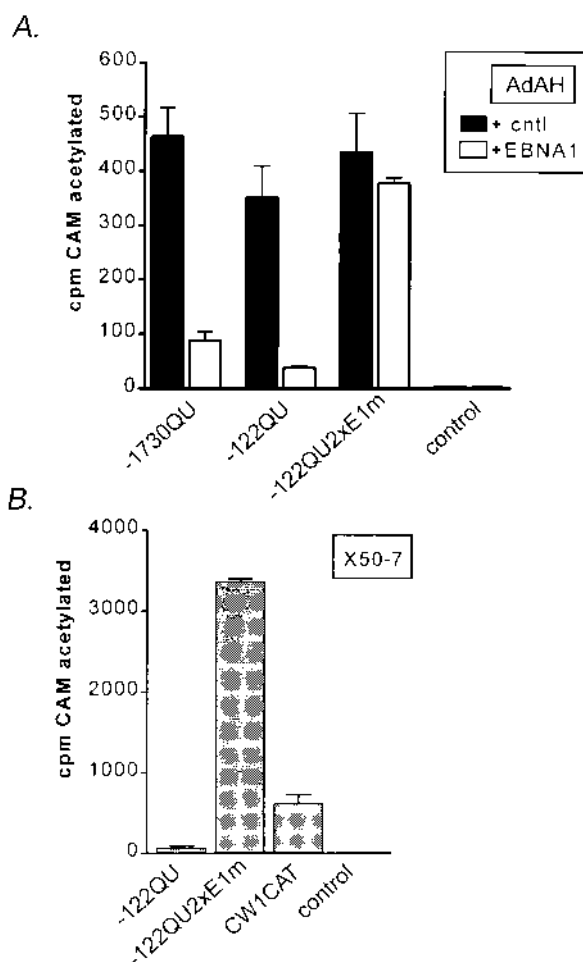 A.
600
500
400
300
200
100
0
cpm CAM acetylated
AdAH
+ cntl
+EBNA1
-1730QU
-122QU
-122QU2xE1m
control
B.
4000
3000
2000
1000
0
cpm CAM acetylated
X50-7
-122QU
-122QU2xE1m
CW1CAT
control